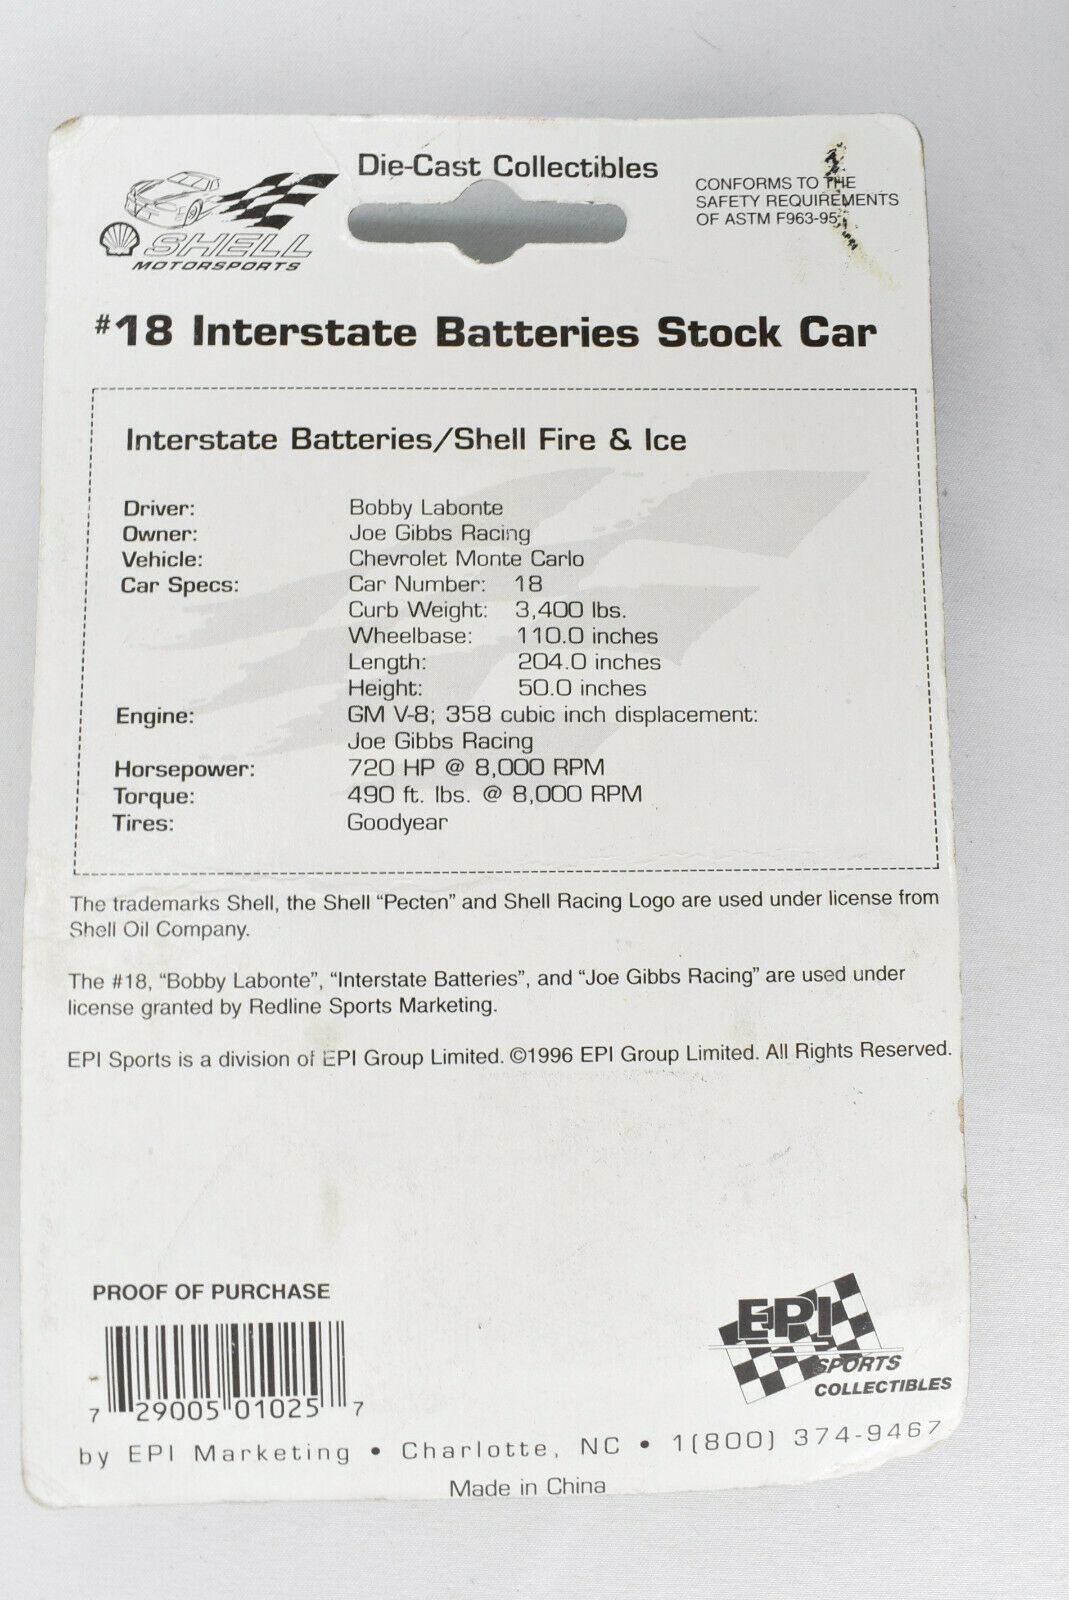 Die-Cast Collectibles
SHELL
MOTORSPORTS
CONFORMS TO THE
SAFETY REQUIREMENTS
OF ASTM F963-95
#18 Interstate Batteries Stock Car
Interstate Batteries/Shell Fire & Ice
Driver: Bobby Labonte
Owner: Joe Gibbs Racing
Vehicle: Chevrolet Monte Carlo
Car Specs: Car Number: 18
Curb Weight: 3,400 lbs.
Wheelbase: 110.0 inches
Length: 204.0 inches
Height: 50.0 inches
Engine: GM V-8; 358 cubic inch displacement:
Joe Gibbs Racing
Horsepower: 720 HP @ 8,000 RPM
Torque: 490 ft. lbs. @ 8,000 RPM
Tires: Goodyear
The trademarks Shell, the Shell “Pecten” and Shell Racing Logo are used under license from
Shell Oil Company.
The #18, “Bobby Labonte”, “Interstate Batteries”, and “Joe Gibbs Racing” are used under
license granted by Redline Sports Marketing.
EPI Sports is a division of EPI Group Limited. ©1996 EPI Group Limited. All Rights Reserved.
PROOF OF PURCHASE
7 29005 01025 7
EPI
SPORTS
COLLECTIBLES
by EPI Marketing • Charlotte, NC • 1(800) 374-9467
Made in China